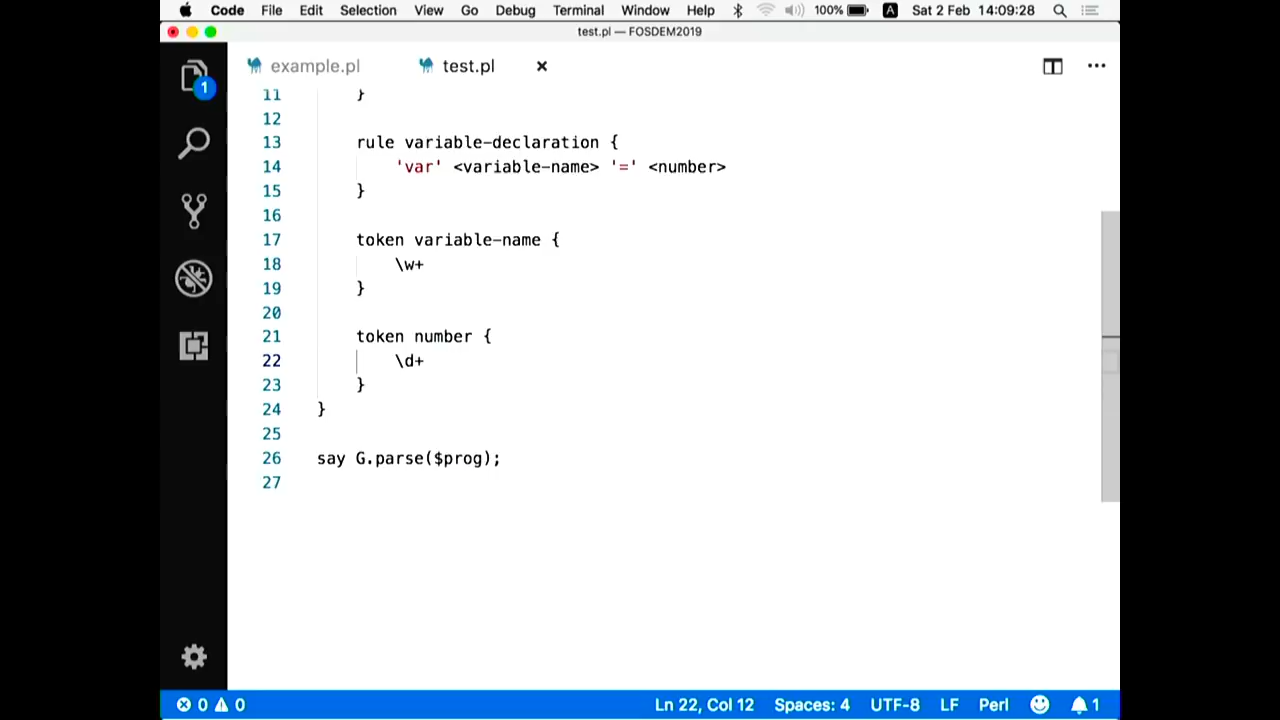 Code File Edit Selection View Go Debug Terminal Window Help 100% A Sat 2 Feb 14:09:28
test.pl — FOSDEM2019
1
example.pl test.pl
11 }
12
13 rule variable-declaration {
14 'var' <variable-name> '=' <number>
15 }
16
17 token variable-name {
18 \w+
19 }
20
21 token number {
22 \d+
23 }
24 }
25
26 say G.parse($prog);
27
0 0 Ln 22, Col 12 Spaces: 4 UTF-8 LF Perl 1